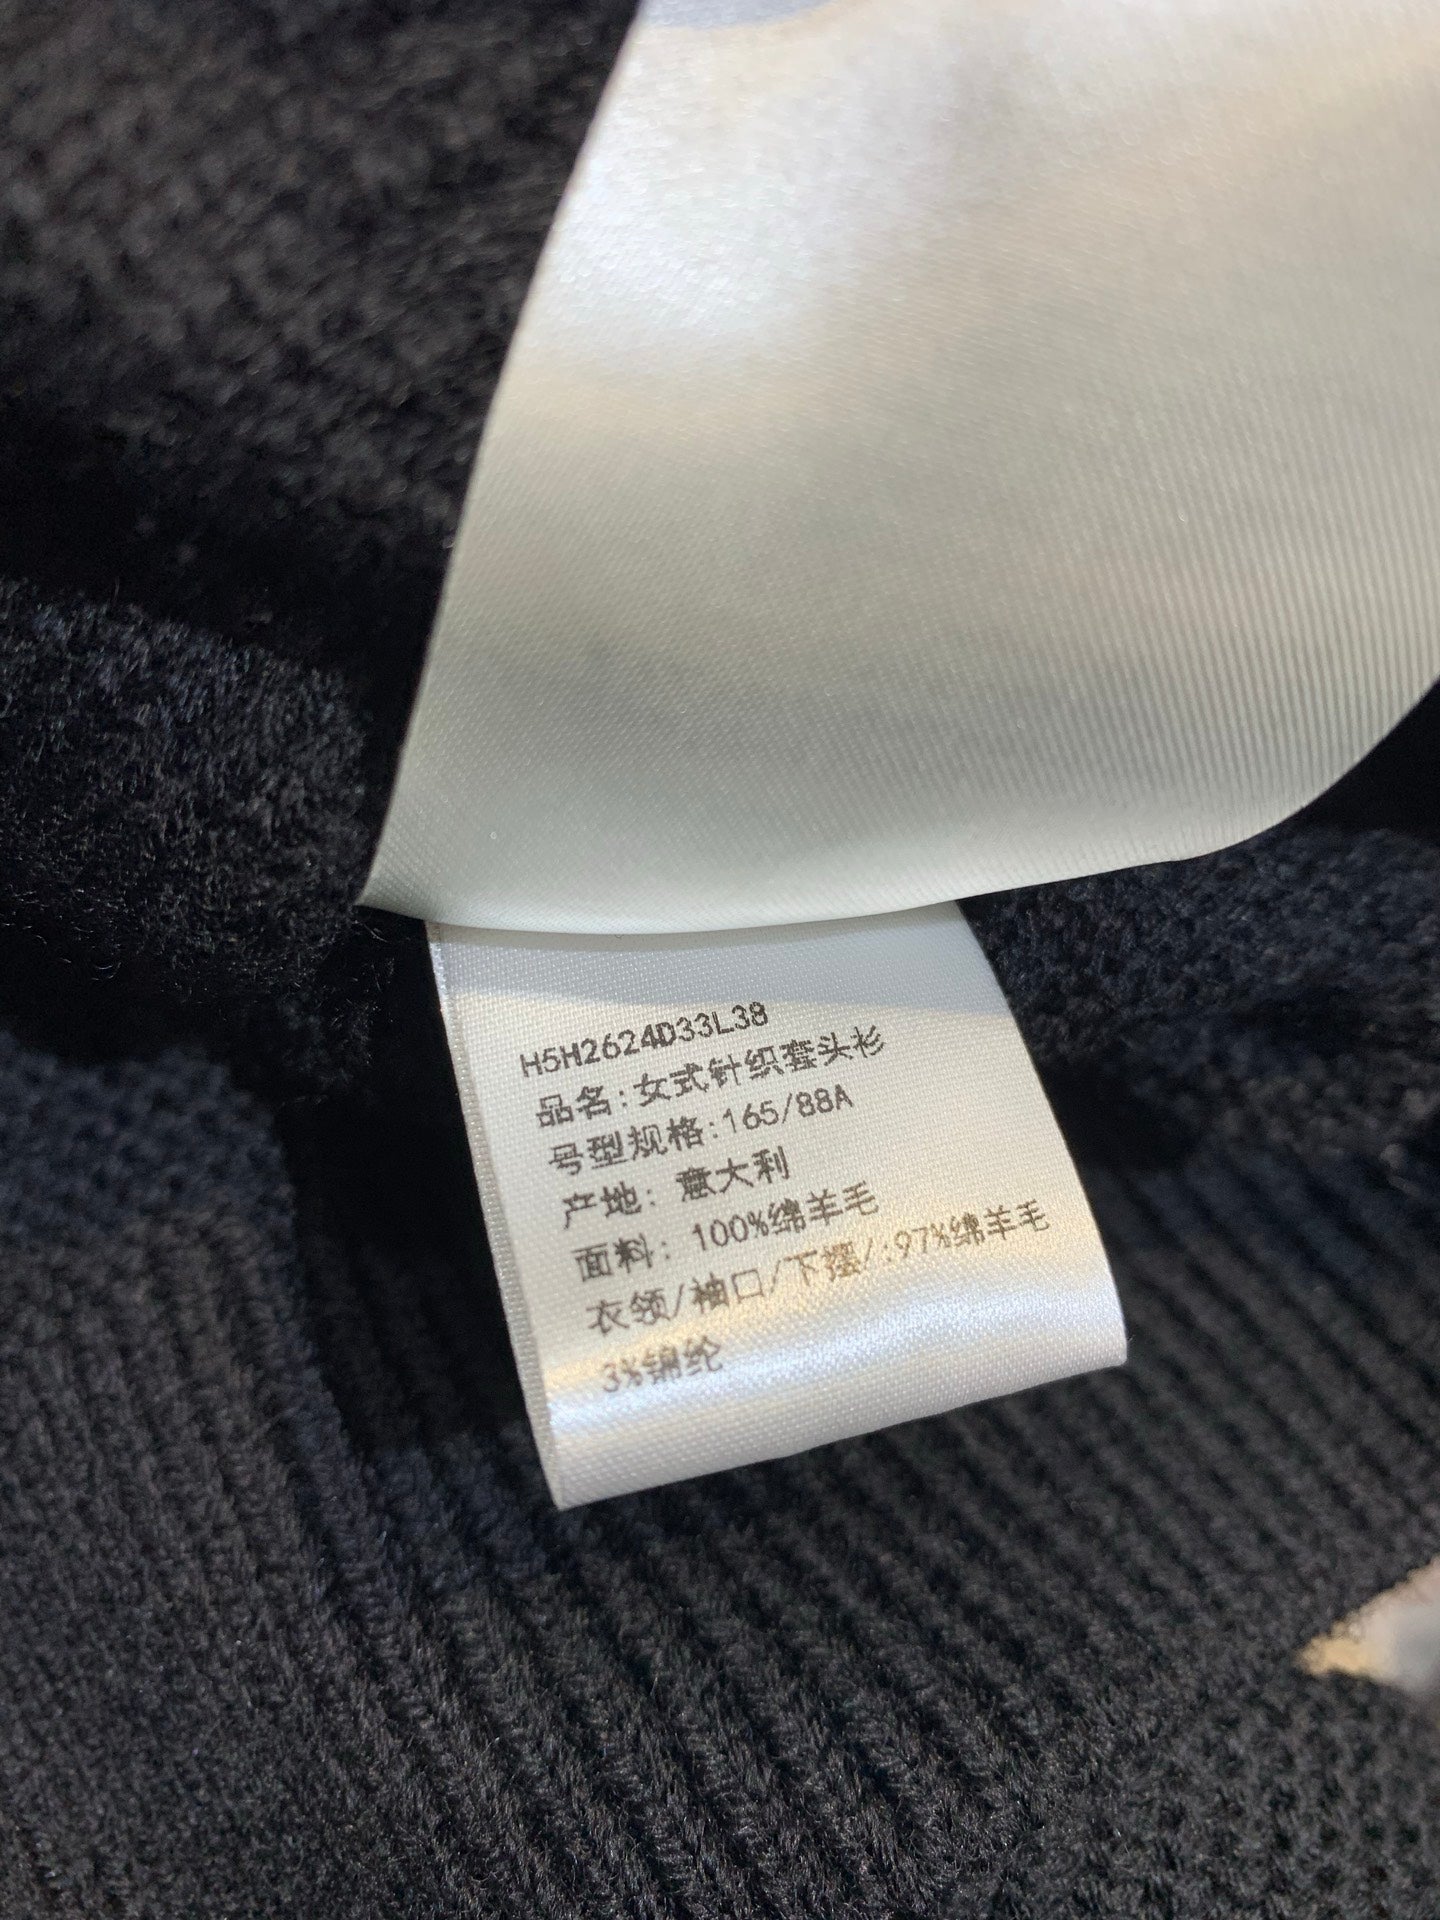 H5H2624D33L38
品名:女式针织套头衫
号型规格:165/88A
产地: 意大利
面料: 100%绵羊毛
衣领/袖口/下摆/:97%绵羊毛
3%锦纶